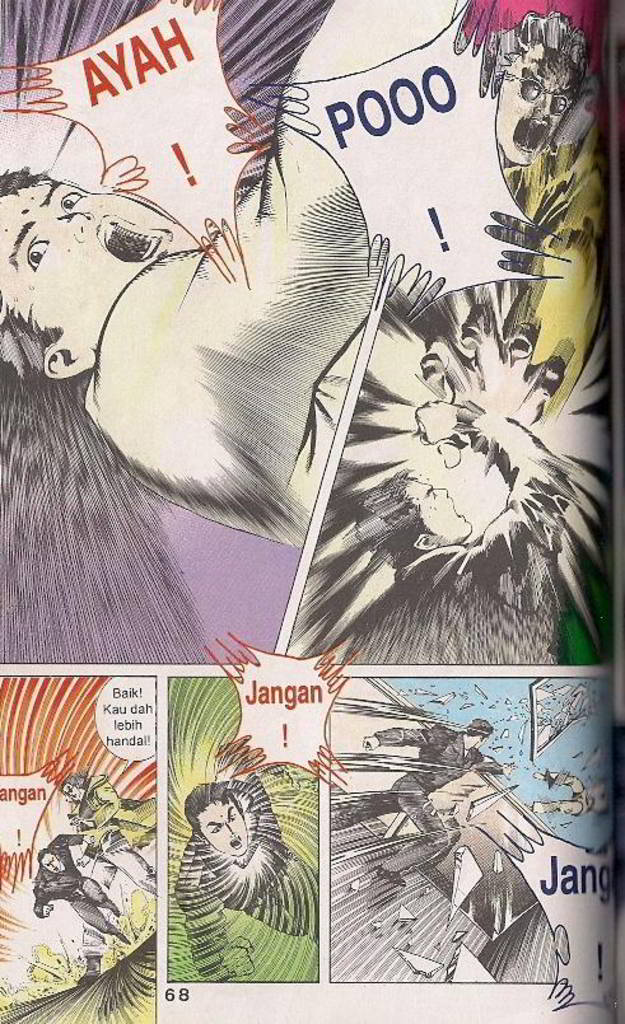 AYAH
!
POOO
!
Baik!
Kau dah
lebih
handal!
angan
!
Jangan
!
Jang
!
68